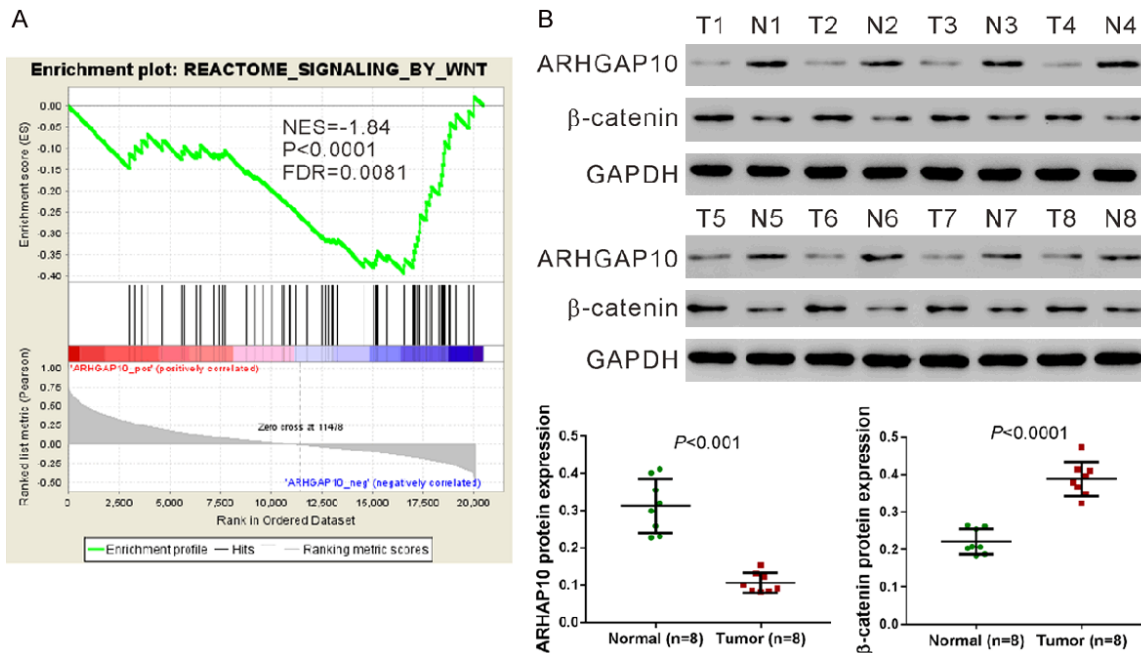 A
Enrichment plot: REACTOME_SIGNALING_BY_WNT
Enrichment score (ES)
0.00
-0.05
-0.10
-0.15
-0.20
-0.25
-0.30
-0.35
-0.40
NES=-1.84
P<0.0001
FDR=0.0081
Ranked list metric (Pearson)
1.00
0.75
0.50
0.25
0.00
-0.25
-0.50
'ARHGAP10_pos' (positively correlated)
Zero cross at 11478
'ARHGAP10_neg' (negatively correlated)
0 2,500 5,000 7,500 10,000 12,500 15,000 17,500 20,000
Rank in Ordered Dataset
Enrichment profile Hits Ranking metric scores
B
T1 N1 T2 N2 T3 N3 T4 N4
ARHGAP10
β-catenin
GAPDH
T5 N5 T6 N6 T7 N7 T8 N8
ARHGAP10
β-catenin
GAPDH
ARHAP10 protein expression
0.5
0.4
0.3
0.2
0.1
0.0
P<0.001
Normal (n=8) Tumor (n=8)
β-catenin protein expression
0.5
0.4
0.3
0.2
0.1
0.0
P<0.0001
Normal (n=8) Tumor (n=8)